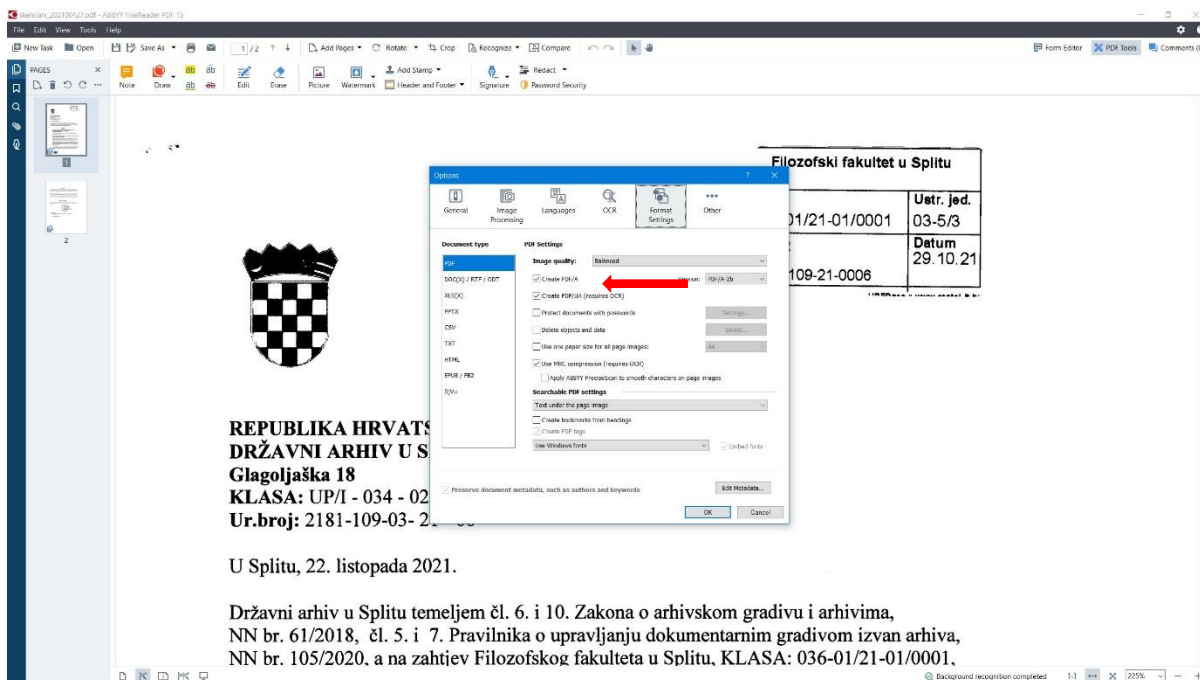 skenirani_202100427.pdf - ABBYY FineReader PDF 15
File Edit View Tools Help
New Task Open Save As 1 / 2 Add Pages Rotate Crop Recognize Compare Form Editor PDF Tools Comments
PAGES
Note Draw ab ab ab ab Edit Erase Picture Watermark Add Stamp Header and Footer Signature Redact Password Security
1
2
Filozofski fakultet u Splitu
Ustr. jed.
01/21-01/0001 03-5/3
Datum
29.10.21
109-21-0006
Options ?
General Image Processing Languages OCR Format Settings Other
Document type
PDF
DOC(X) / RTF / ODT
XLS(X)
PPTX
CSV
TXT
HTML
EPUB / FB2
DjVu
PDF Settings
Image quality: Balanced
Create PDF/A Version: PDF/A-2b
Create PDF/UA (requires OCR)
Protect documents with passwords Settings...
Delete objects and data Select...
Use one paper size for all page images: A4
Use MRC compression (requires OCR)
Apply ABBYY PreciseScan to smooth characters on page images
Searchable PDF settings
Text under the page image
Create bookmarks from headings
Create PDF tags
Use Windows fonts Embed fonts
Preserve document metadata, such as authors and keywords Edit Metadata...
OK Cancel
REPUBLIKA HRVATS
DRŽAVNI ARHIV U S
Glagoljaška 18
KLASA: UP/I - 034 - 02
Ur.broj: 2181-109-03- 2
U Splitu, 22. listopada 2021.
Državni arhiv u Splitu temeljem čl. 6. i 10. Zakona o arhivskom gradivu i arhivima,
NN br. 61/2018, čl. 5. i 7. Pravilnika o upravljanju dokumentarnim gradivom izvan arhiva,
NN br. 105/2020, a na zahtjev Filozofskog fakulteta u Splitu, KLASA: 036-01/21-01/0001,
Background recognition completed 1:1 225%